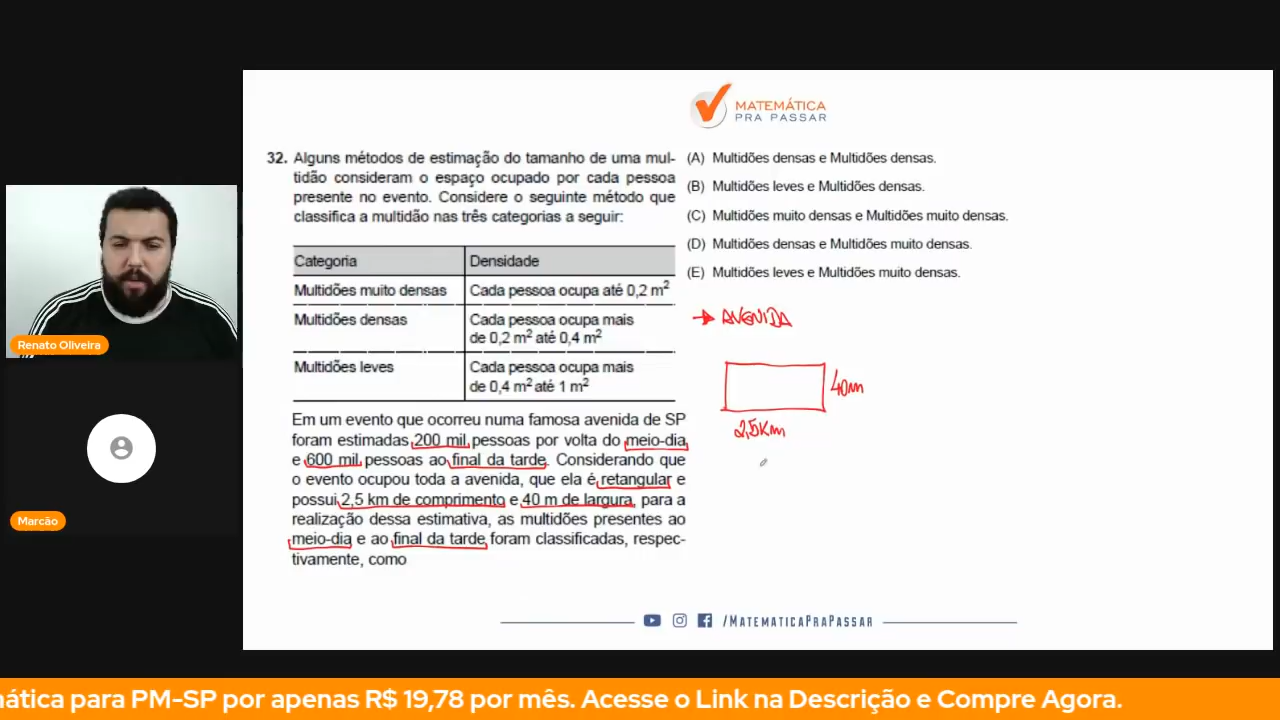 MATEMÁTICA
PRA PASSAR
32. Alguns métodos de estimação do tamanho de uma mul-
tidão consideram o espaço ocupado por cada pessoa
presente no evento. Considere o seguinte método que
classifica a multidão nas três categorias a seguir:
Categoria Densidade
Multidões muito densas Cada pessoa ocupa até 0,2 m²
Multidões densas Cada pessoa ocupa mais
de 0,2 m² até 0,4 m²
Multidões leves Cada pessoa ocupa mais
de 0,4 m² até 1 m²
Em um evento que ocorreu numa famosa avenida de SP
foram estimadas 200 mil pessoas por volta do meio-dia
e 600 mil pessoas ao final da tarde. Considerando que
o evento ocupou toda a avenida, que ela é retangular e
possui 2,5 km de comprimento e 40 m de largura, para a
realização dessa estimativa, as multidões presentes ao
meio-dia e ao final da tarde foram classificadas, respec-
tivamente, como
(A) Multidões densas e Multidões densas.
(B) Multidões leves e Multidões densas.
(C) Multidões muito densas e Multidões muito densas.
(D) Multidões densas e Multidões muito densas.
(E) Multidões leves e Multidões muito densas.
→ AVENIDA
40m
2,5Km
Renato Oliveira
Marcão
/MATEMATICAPRAPASSAR
mática para PM-SP por apenas R$ 19,78 por mês. Acesse o Link na Descrição e Compre Agora.